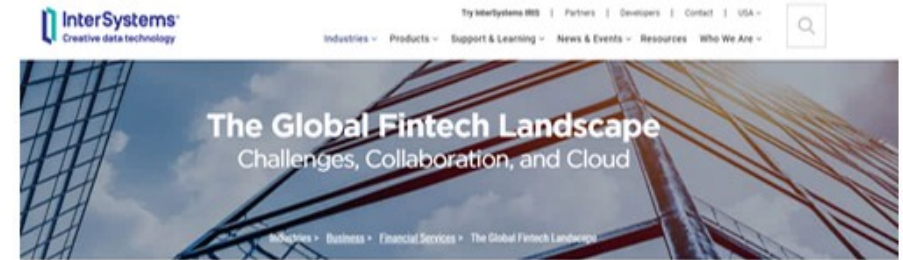 InterSystems®
Creative data technology
Try InterSystems IRIS | Partners | Developers | Contact | USA
Industries Products Support & Learning News & Events Resources Who We Are
The Global Fintech Landscape
Challenges, Collaboration, and Cloud
Industries > Business > Financial Services > The Global Fintech Landscape